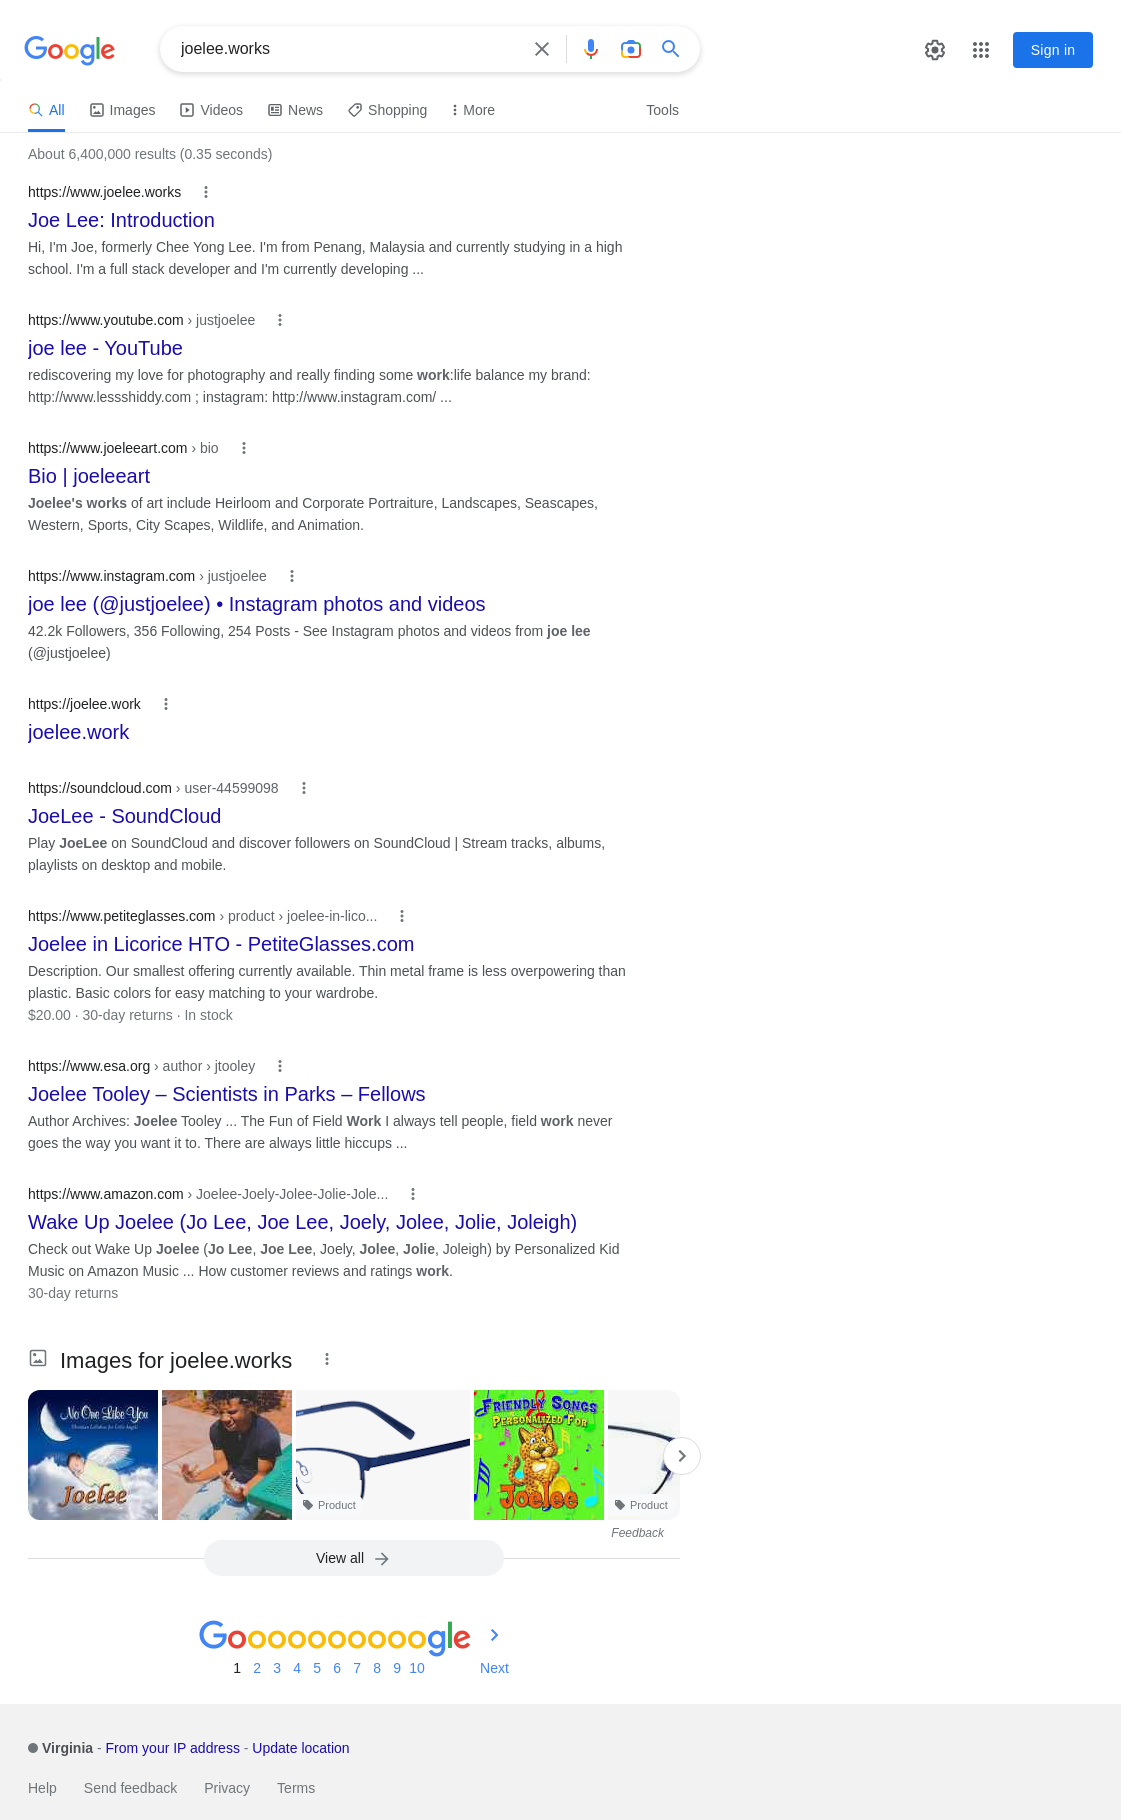 Google
joelee.works
Sign in
All
Images
Videos
News
Shopping
More
Tools
About 6,400,000 results (0.35 seconds)
https://www.joelee.works
Joe Lee: Introduction
Hi, I'm Joe, formerly Chee Yong Lee. I'm from Penang, Malaysia and currently studying in a high
school. I'm a full stack developer and I'm currently developing ...
https://www.youtube.com › justjoelee
joe lee - YouTube
rediscovering my love for photography and really finding some work:life balance my brand:
http://www.lessshiddy.com ; instagram: http://www.instagram.com/ ...
https://www.joeleeart.com › bio
Bio | joeleeart
Joelee's works of art include Heirloom and Corporate Portraiture, Landscapes, Seascapes,
Western, Sports, City Scapes, Wildlife, and Animation.
https://www.instagram.com › justjoelee
joe lee (@justjoelee) • Instagram photos and videos
42.2k Followers, 356 Following, 254 Posts - See Instagram photos and videos from joe lee
(@justjoelee)
https://joelee.work
joelee.work
https://soundcloud.com › user-44599098
JoeLee - SoundCloud
Play JoeLee on SoundCloud and discover followers on SoundCloud | Stream tracks, albums,
playlists on desktop and mobile.
https://www.petiteglasses.com › product › joelee-in-lico...
Joelee in Licorice HTO - PetiteGlasses.com
Description. Our smallest offering currently available. Thin metal frame is less overpowering than
plastic. Basic colors for easy matching to your wardrobe.
$20.00 · 30-day returns · In stock
https://www.esa.org › author › jtooley
Joelee Tooley – Scientists in Parks – Fellows
Author Archives: Joelee Tooley ... The Fun of Field Work I always tell people, field work never
goes the way you want it to. There are always little hiccups ...
https://www.amazon.com › Joelee-Joely-Jolee-Jolie-Jole...
Wake Up Joelee (Jo Lee, Joe Lee, Joely, Jolee, Jolie, Joleigh)
Check out Wake Up Joelee (Jo Lee, Joe Lee, Joely, Jolee, Jolie, Joleigh) by Personalized Kid
Music on Amazon Music ... How customer reviews and ratings work.
30-day returns
Images for joelee.works
No One Like You
Joelee
Product
Friendly Songs
Personalized For
Joelee
Product
Feedback
View all
Goooooooooogle
1 2 3 4 5 6 7 8 9 10 Next
Virginia - From your IP address - Update location
Help
Send feedback
Privacy
Terms